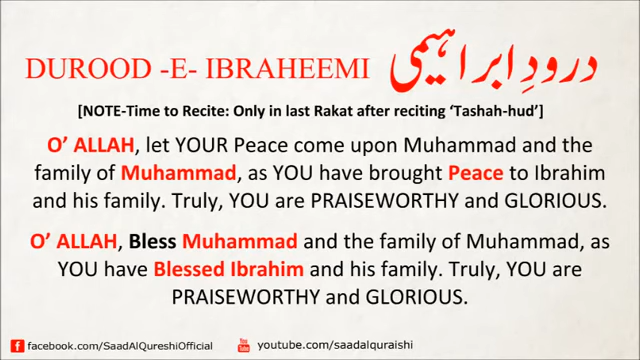 DUROOD -E- IBRAHEEMI درودِ ابراہیمی
[NOTE-Time to Recite: Only in last Rakat after reciting ‘Tashah-hud’]
O’ ALLAH, let YOUR Peace come upon Muhammad and the
family of Muhammad, as YOU have brought Peace to Ibrahim
and his family. Truly, YOU are PRAISEWORTHY and GLORIOUS.
O’ ALLAH, Bless Muhammad and the family of Muhammad, as
YOU have Blessed Ibrahim and his family. Truly, YOU are
PRAISEWORTHY and GLORIOUS.
facebook.com/SaadAlQureshiOfficial You Tube youtube.com/saadalquraishi